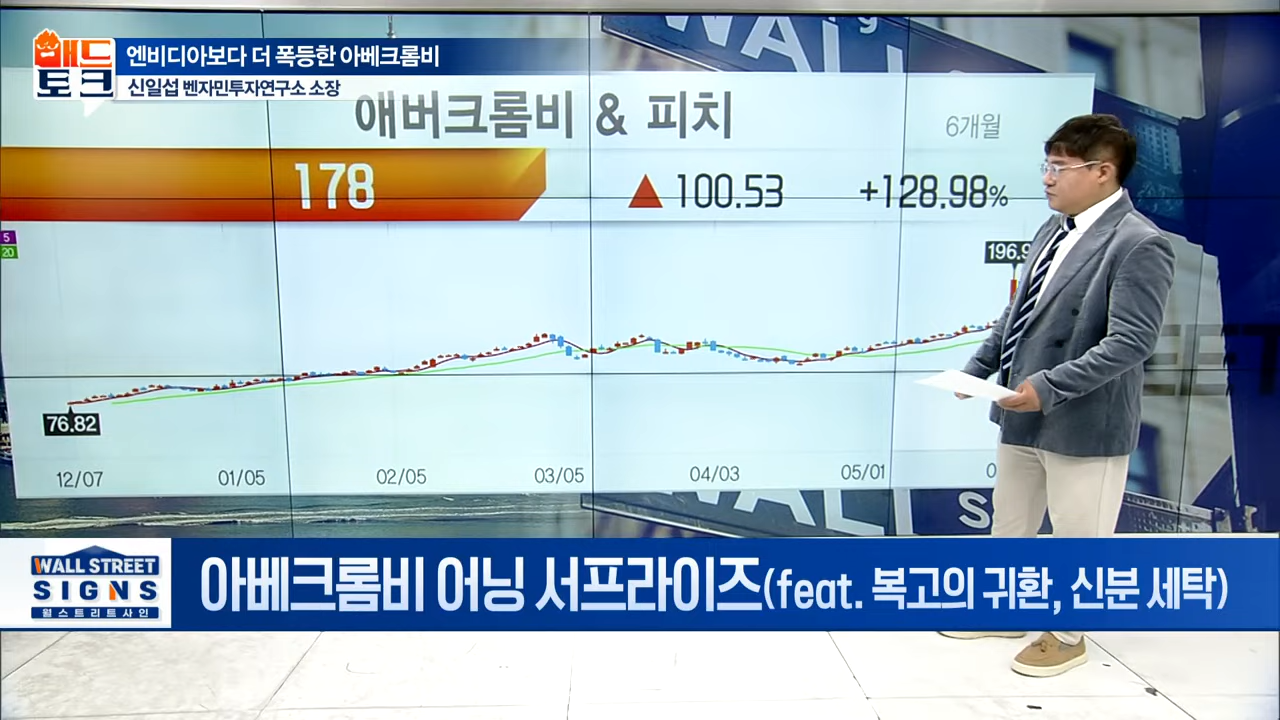 배드
토크
엔비디아보다 더 폭등한 아베크롬비
신일섭 벤자민투자연구소 소장
WALL
애버크롬비 & 피치
6개월
178
▲100.53
+128.98%
5
20
196.9
76.82
12/07 01/05 02/05 03/05 04/03 05/01 0
WALL
S
WALL STREET
SIGNS
월스트리트사인
아베크롬비 어닝 서프라이즈(feat. 복고의 귀환, 신분 세탁)